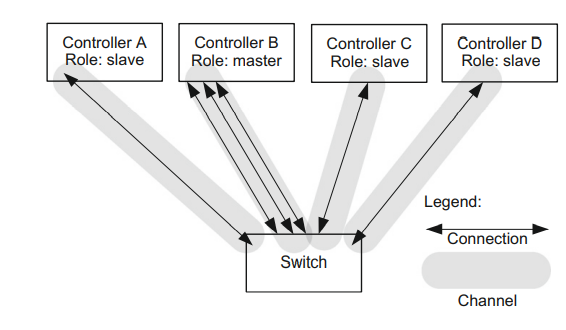 Controller A
Role: slave
Controller B
Role: master
Controller C
Role: slave
Controller D
Role: slave
Switch
Legend:
Connection
Channel